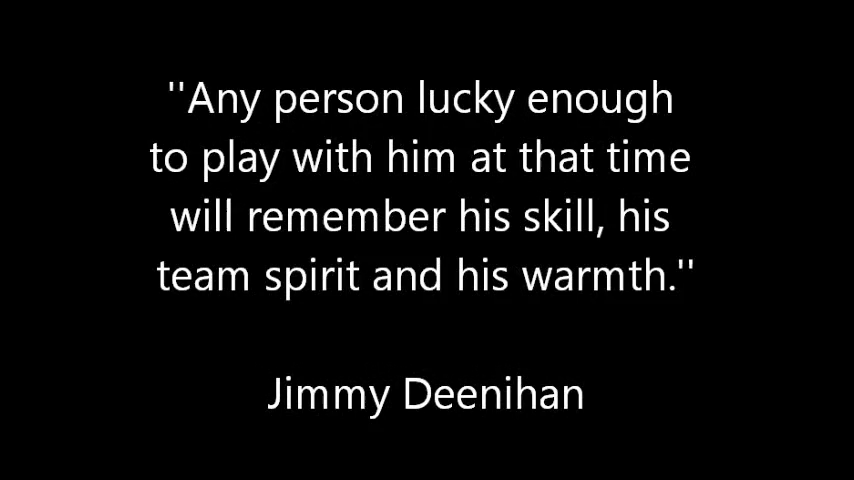 ''Any person lucky enough
to play with him at that time
will remember his skill, his
team spirit and his warmth.''
Jimmy Deenihan